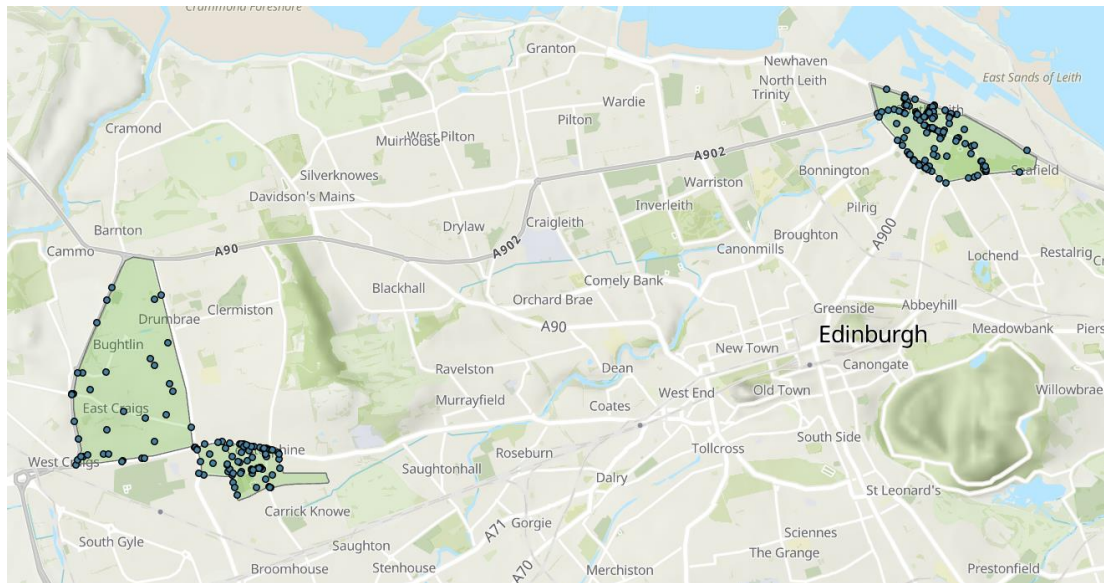 Crammond Foreshore
Granton
Newhaven
North Leith
Trinity
East Sands of Leith
Wardie
Cramond
Pilton
West Pilton
Muirhouse
A902
Silverknowes
Davidson's Mains
Warriston
Bonnington
Seafield
Inverleith
Pilrig
Barnton
Drylaw
Craigleith
A900
Cammo
A90
A902
Canonmills
Broughton
Restalrig
Lochend
Blackhall
Comely Bank
Orchard Brae
Clermiston
Drumbrae
Greenside
Abbeyhill
A90
Meadowbank
Piers
Edinburgh
Bughtlin
New Town
Canongate
Ravelston
Dean
West End
Old Town
Willowbrae
Murrayfield
Coates
East Craigs
South Side
Tollcross
Roseburn
West Craigs
Saughtonhall
Dalry
St Leonard's
Carrick Knowe
A71
Gorgie
Sciennes
South Gyle
Saughton
The Grange
Broomhouse
Stenhouse
A70
Merchiston
Prestonfield